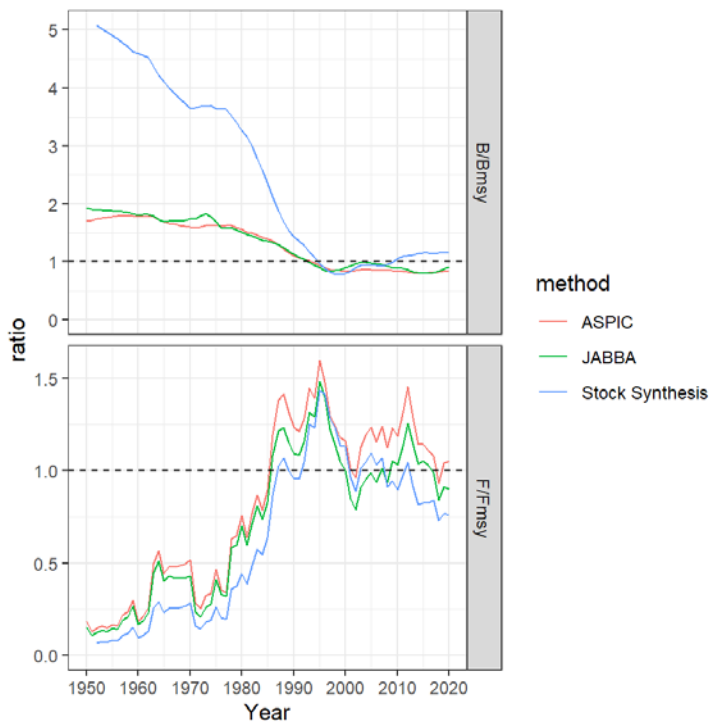 5
4
3
2
1
0
B/Bmsy
ratio
1.5
1.0
0.5
0.0
F/Fmsy
1950 1960 1970 1980 1990 2000 2010 2020
Year
method
ASPIC
JABBA
Stock Synthesis